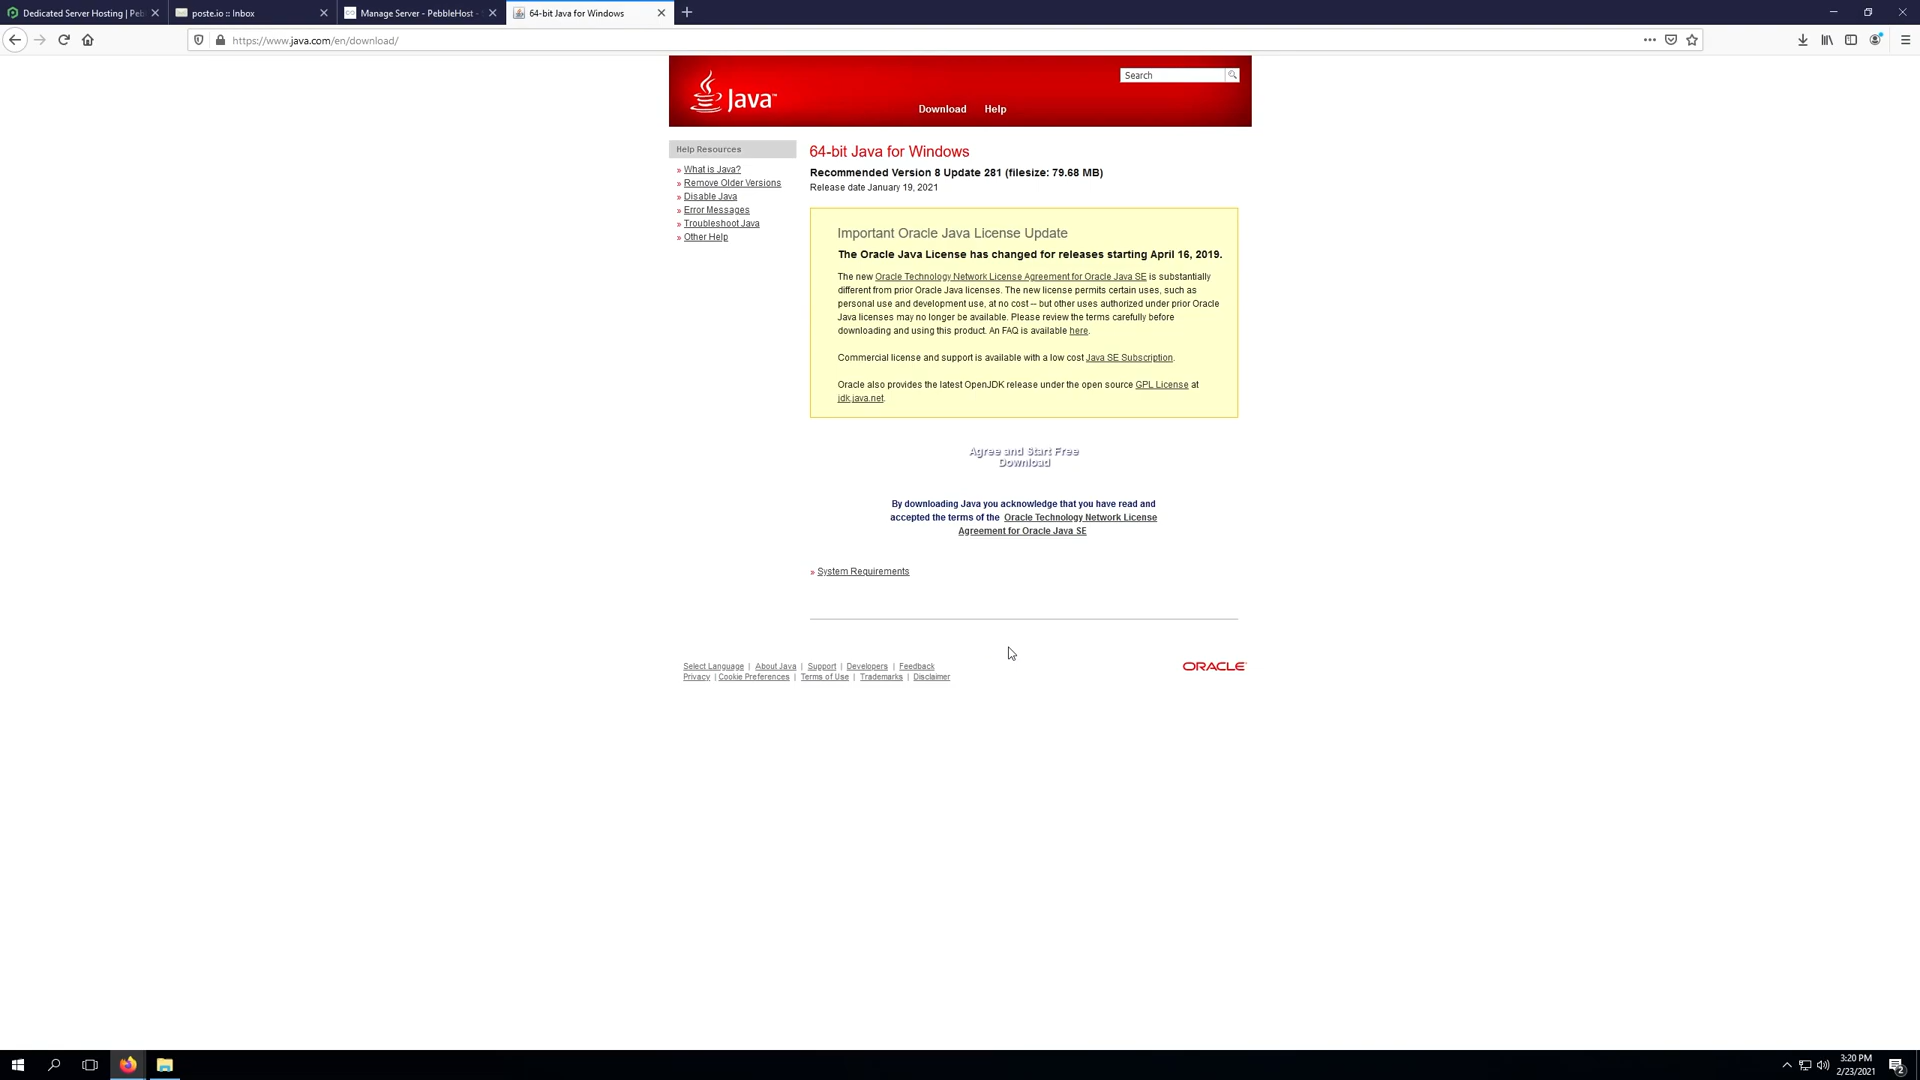 Dedicated Server Hosting | Peb
poste.io :: Inbox
Manage Server - PebbleHost -
64-bit Java for Windows
https://www.java.com/en/download/
Search
Java™
Download
Help
Help Resources
» What is Java?
» Remove Older Versions
» Disable Java
» Error Messages
» Troubleshoot Java
» Other Help
64-bit Java for Windows
Recommended Version 8 Update 281 (filesize: 79.68 MB)
Release date January 19, 2021
Important Oracle Java License Update
The Oracle Java License has changed for releases starting April 16, 2019.
The new Oracle Technology Network License Agreement for Oracle Java SE is substantially
different from prior Oracle Java licenses. The new license permits certain uses, such as
personal use and development use, at no cost -- but other uses authorized under prior Oracle
Java licenses may no longer be available. Please review the terms carefully before
downloading and using this product. An FAQ is available here.
Commercial license and support is available with a low cost Java SE Subscription.
Oracle also provides the latest OpenJDK release under the open source GPL License at
jdk.java.net.
Agree and Start Free
Download
By downloading Java you acknowledge that you have read and
accepted the terms of the Oracle Technology Network License
Agreement for Oracle Java SE
» System Requirements
Select Language | About Java | Support | Developers | Feedback
Privacy | Cookie Preferences | Terms of Use | Trademarks | Disclaimer
ORACLE
3:20 PM
2/23/2021
2